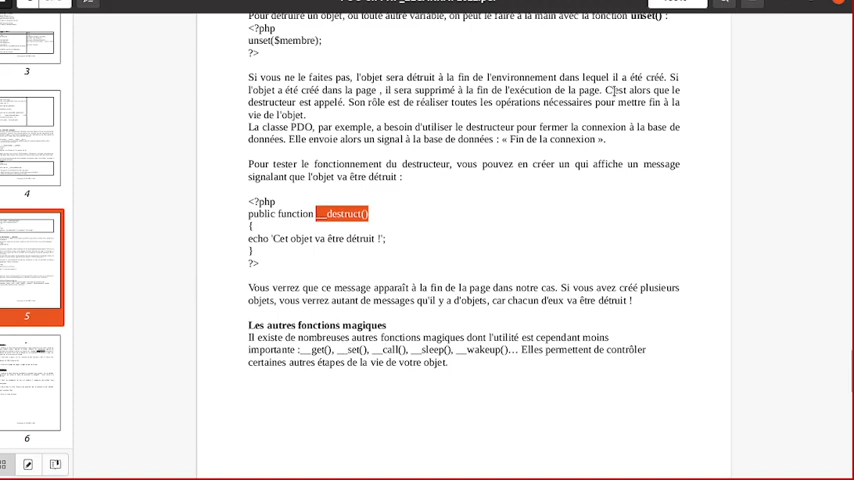 Pour détruire un objet, ou toute autre variable, on peut le faire à la main avec la fonction unset() :
<?php
unset($membre);
?>
Si vous ne le faites pas, l'objet sera détruit à la fin de l'environnement dans lequel il a été créé. Si
l'objet a été créé dans la page , il sera supprimé à la fin de l'exécution de la page. C'est alors que le
destructeur est appelé. Son rôle est de réaliser toutes les opérations nécessaires pour mettre fin à la
vie de l'objet.
La classe PDO, par exemple, a besoin d'utiliser le destructeur pour fermer la connexion à la base de
données. Elle envoie alors un signal à la base de données : « Fin de la connexion ».
Pour tester le fonctionnement du destructeur, vous pouvez en créer un qui affiche un message
signalant que l'objet va être détruit :
<?php
public function __destruct()
{
echo 'Cet objet va être détruit !';
}
?>
Vous verrez que ce message apparaît à la fin de la page dans notre cas. Si vous avez créé plusieurs
objets, vous verrez autant de messages qu'il y a d'objets, car chacun d'eux va être détruit !
Les autres fonctions magiques
Il existe de nombreuses autres fonctions magiques dont l'utilité est cependant moins
importante :__get(), __set(), __call(), __sleep(), __wakeup()… Elles permettent de contrôler
certaines autres étapes de la vie de votre objet.
3
4
5
6